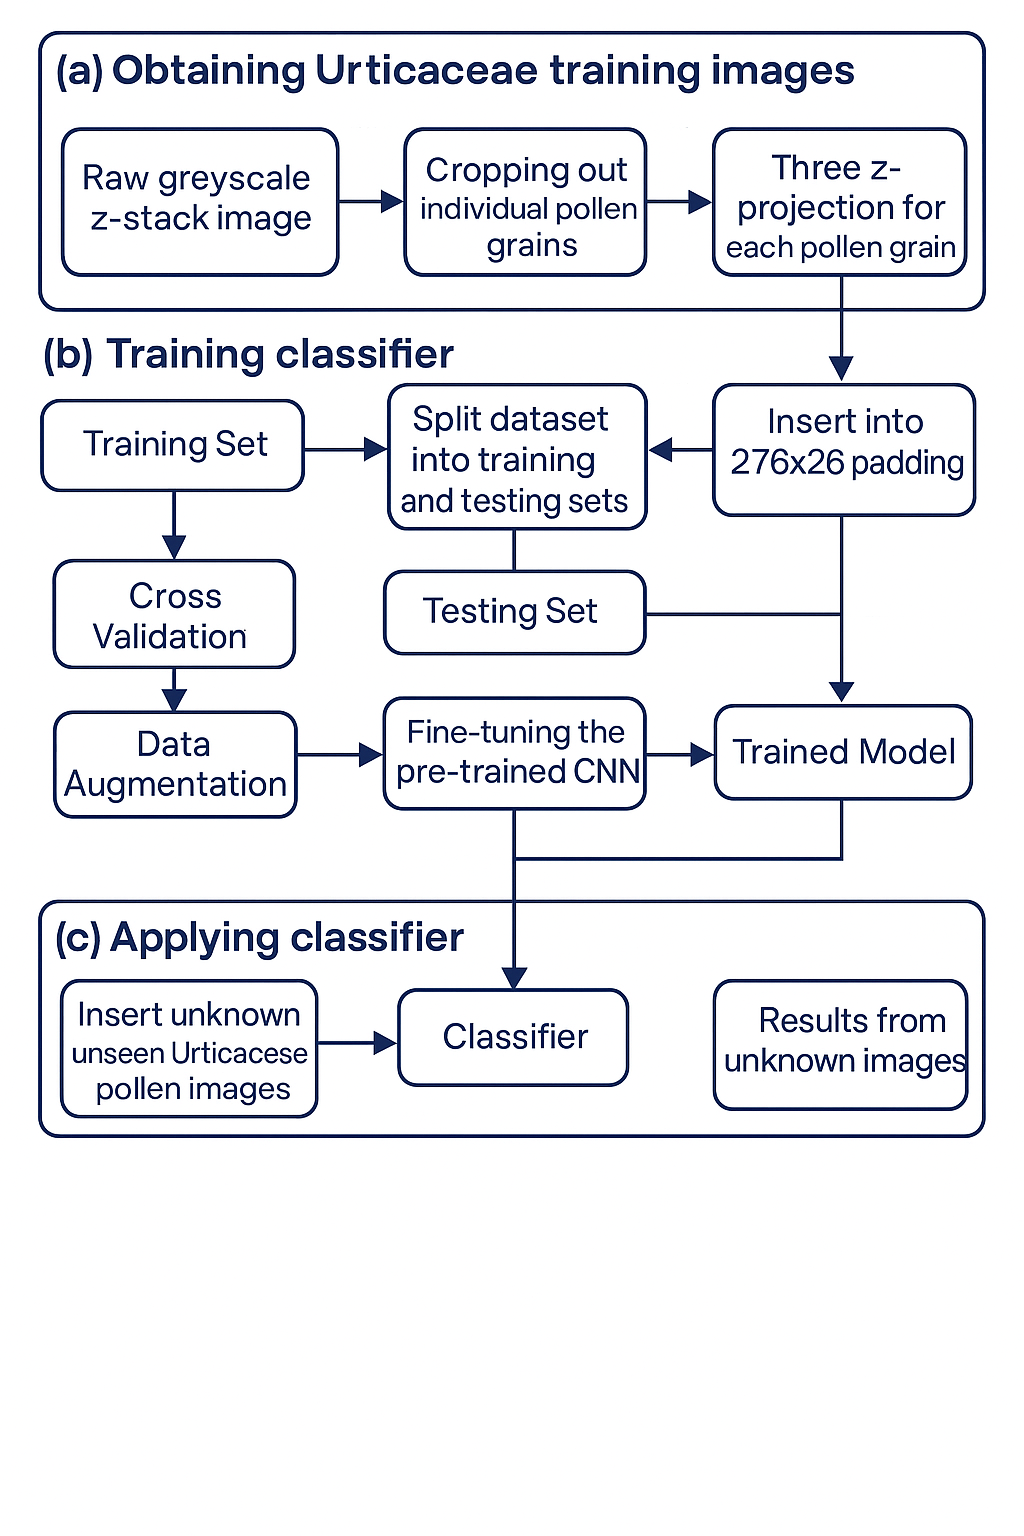 (a) Obtaining Urticaceae training images
Raw greyscale
z-stack image
Cropping out
individual pollen
grains
Three z-
projection for
each pollen grain
(b) Training classifier
Training Set
Split dataset
into training
and testing sets
Insert into
276x26 padding
Cross
Validation
Testing Set
Data
Augmentation
Fine-tuning the
pre-trained CNN
Trained Model
(c) Applying classifier
Insert unknown
unseen Urticacese
pollen images
Classifier
Results from
unknown images